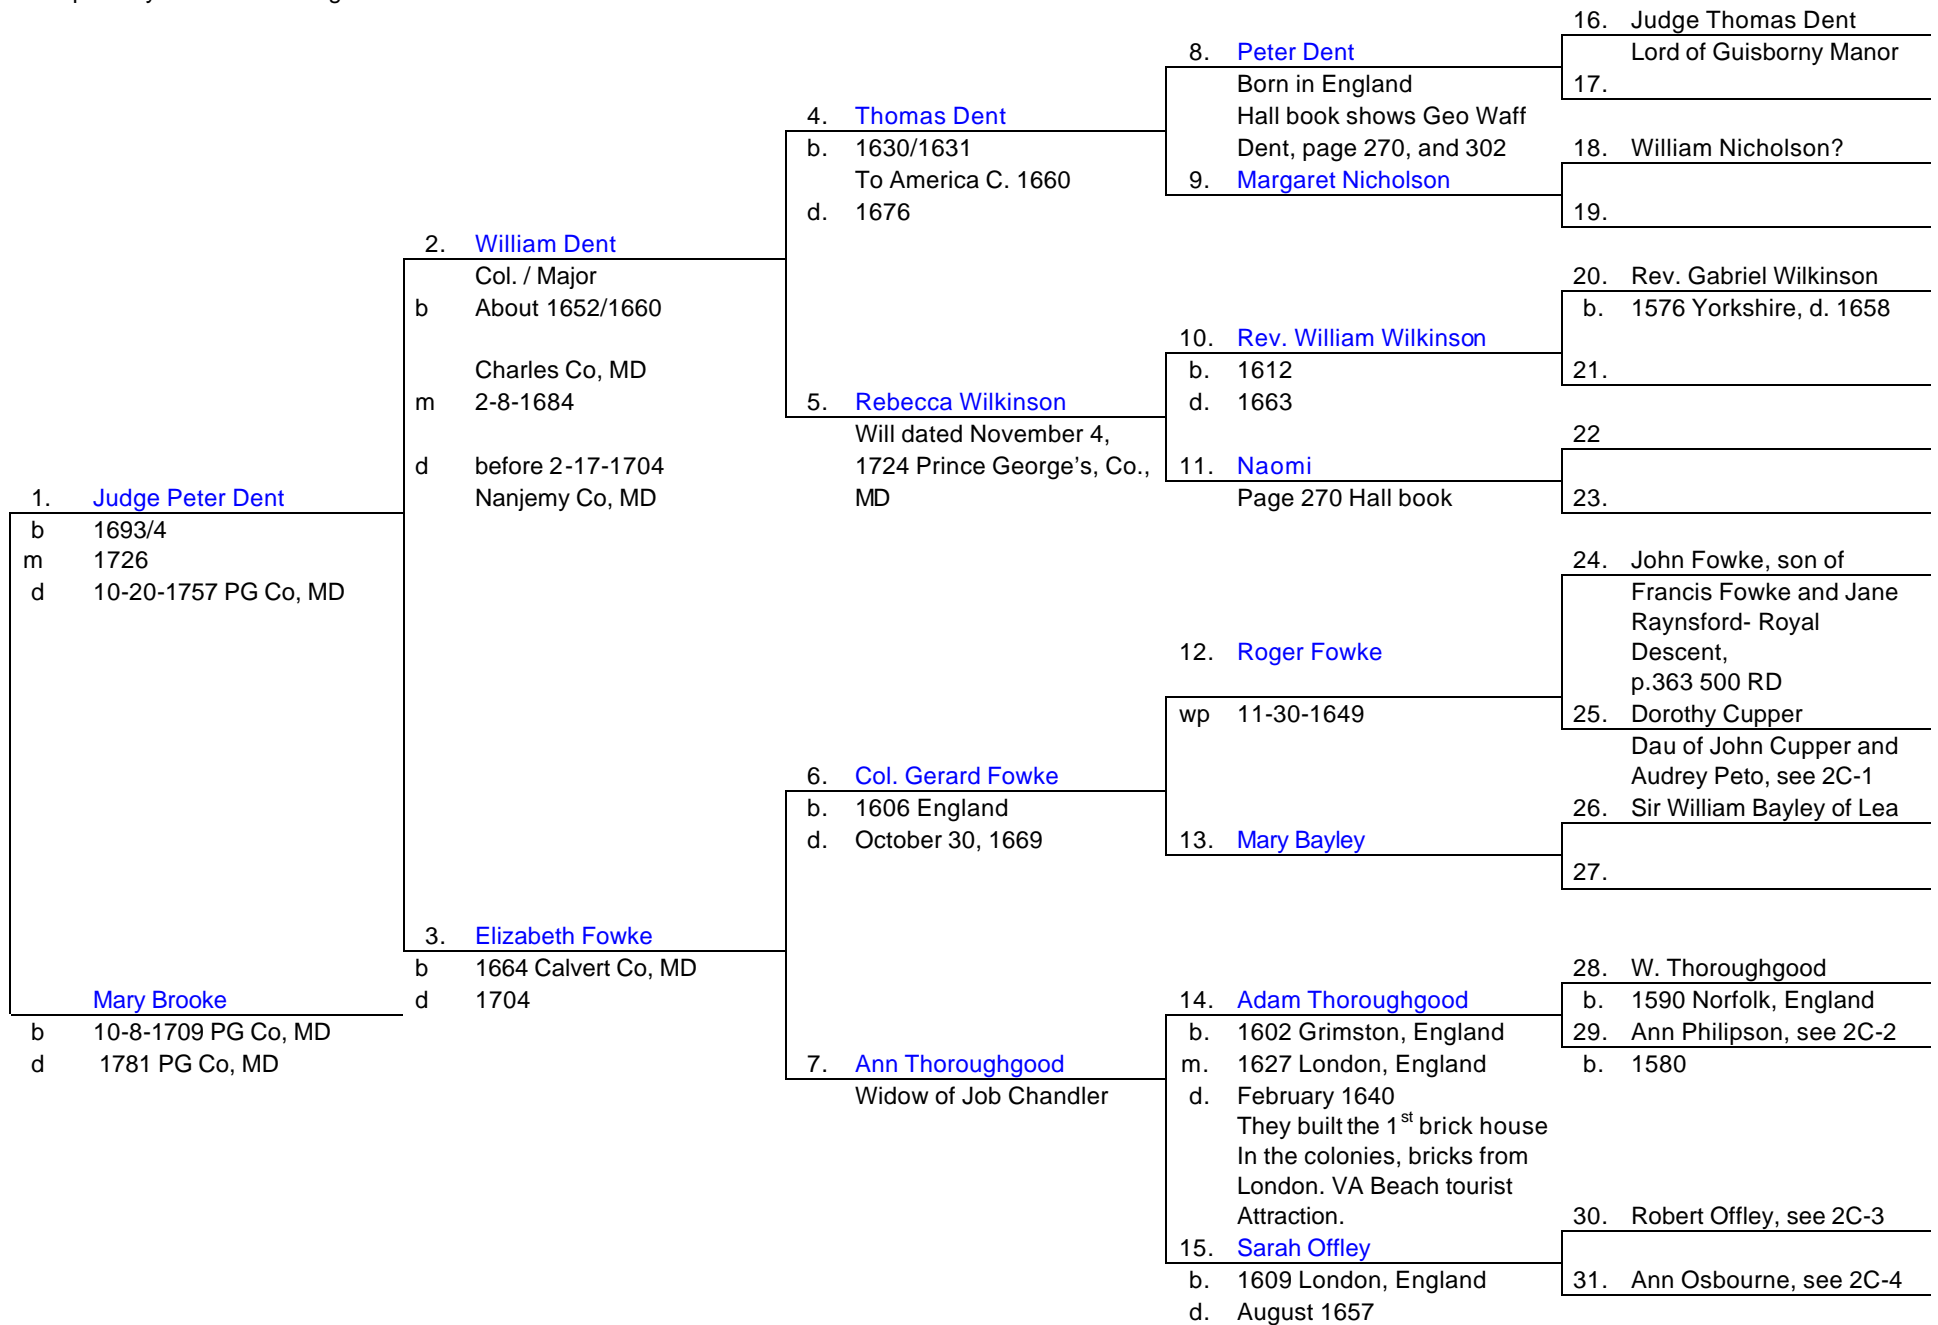 1. Judge Peter Dent
b 1693/4
m 1726
d 10-20-1757 PG Co, MD
Mary Brooke
b 10-8-1709 PG Co, MD
d 1781 PG Co, MD
2. William Dent
Col. / Major
b About 1652/1660
Charles Co, MD
m 2-8-1684
d before 2-17-1704
Nanjemy Co, MD
3. Elizabeth Fowke
b 1664 Calvert Co, MD
d 1704
4. Thomas Dent
b. 1630/1631
To America C. 1660
d. 1676
5. Rebecca Wilkinson
Will dated November 4,
1724 Prince George’s, Co.,
MD
6. Col. Gerard Fowke
b. 1606 England
d. October 30, 1669
7. Ann Thoroughgood
Widow of Job Chandler
8. Peter Dent
Born in England
Hall book shows Geo Waff
Dent, page 270, and 302
9. Margaret Nicholson
10. Rev. William Wilkinson
b. 1612
d. 1663
11. Naomi
Page 270 Hall book
12. Roger Fowke
wp 11-30-1649
13. Mary Bayley
14. Adam Thoroughgood
b. 1602 Grimston, England
m. 1627 London, England
d. February 1640
They built the 1st brick house
In the colonies, bricks from
London. VA Beach tourist
Attraction.
15. Sarah Offley
b. 1609 London, England
d. August 1657
16. Judge Thomas Dent
Lord of Guisborny Manor
17.
18. William Nicholson?
19.
20. Rev. Gabriel Wilkinson
b. 1576 Yorkshire, d. 1658
21.
22
23.
24. John Fowke, son of
Francis Fowke and Jane
Raynsford- Royal
Descent,
p.363 500 RD
25. Dorothy Cupper
Dau of John Cupper and
Audrey Peto, see 2C-1
26. Sir William Bayley of Lea
27.
28. W. Thoroughgood
b. 1590 Norfolk, England
29. Ann Philipson, see 2C-2
b. 1580
30. Robert Offley, see 2C-3
31. Ann Osbourne, see 2C-4